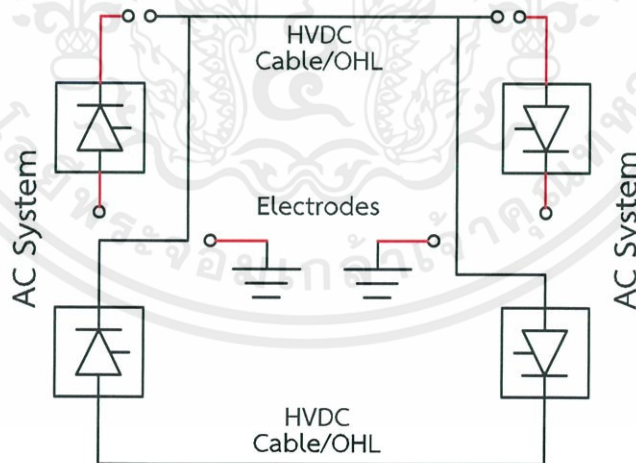 HVDC
Cable/OHL
AC System
Electrodes
AC System
HVDC
Cable/OHL